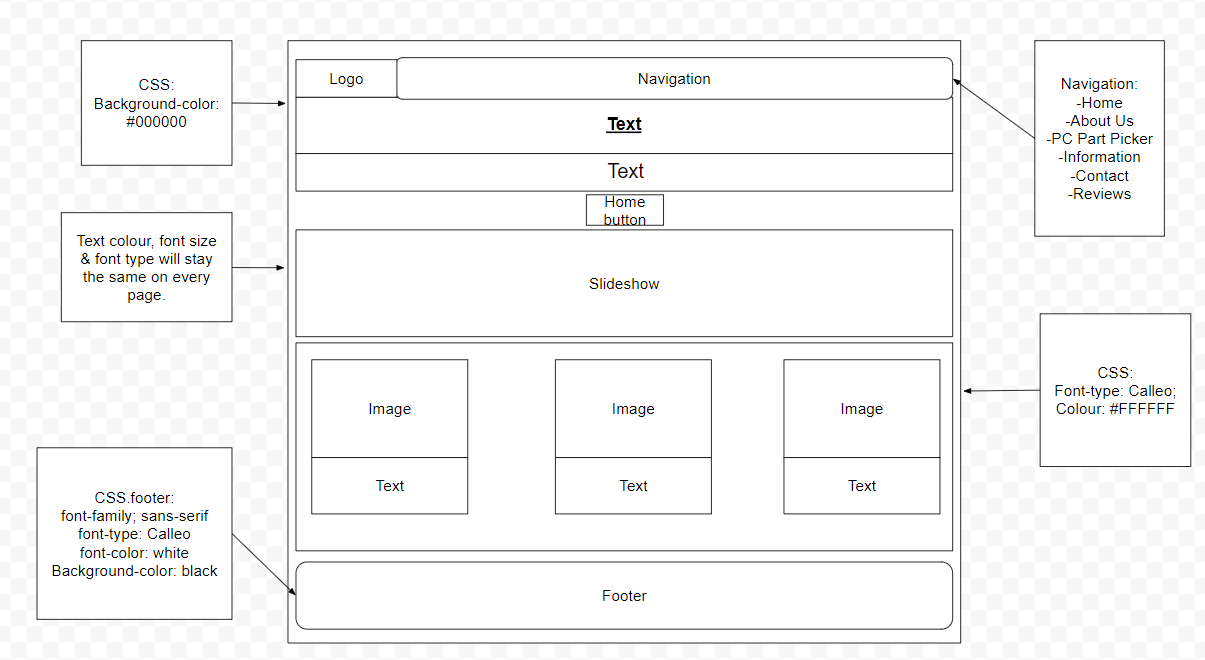 CSS:
Background-color:
#000000
Text colour, font size
& font type will stay
the same on every
page.
CSS.footer:
font-family; sans-serif
font-type: Calleo
font-color: white
Background-color: black
Logo
Navigation
Text
Text
Home
button
Slideshow
Image
Text
Image
Text
Image
Text
Footer
Navigation:
-Home
-About Us
-PC Part Picker
-Information
-Contact
-Reviews
CSS:
Font-type: Calleo;
Colour: #FFFFFF